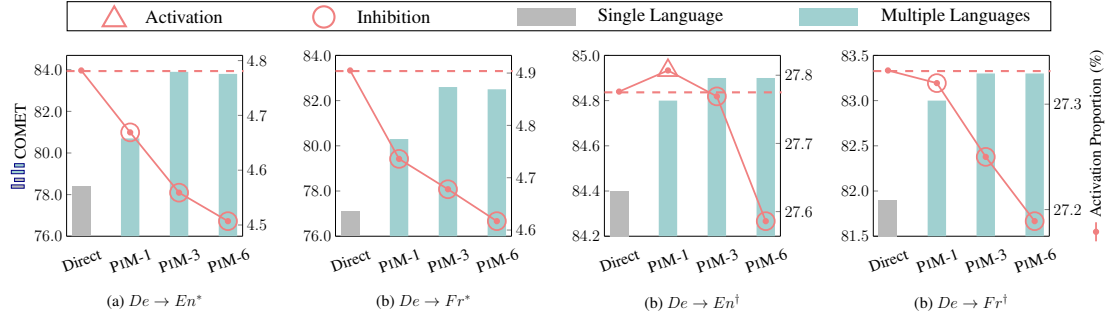 Activation Inhibition Single Language Multiple Languages
COMET
84.0
82.0
80.0
78.0
76.0
4.8
4.7
4.6
4.5
Direct PIM-1 PIM-3 PIM-6
(a) De → En*
84.0
82.0
80.0
78.0
76.0
4.9
4.8
4.7
4.6
Direct PIM-1 PIM-3 PIM-6
(b) De → Fr*
85.0
84.8
84.4
84.2
27.8
27.7
27.6
Direct PIM-1 PIM-3 PIM-6
(b) De → En†
83.5
83.0
82.5
82.0
81.5
27.3
27.2
Direct PIM-1 PIM-3 PIM-6
(b) De → Fr†
Activation Proportion (%)